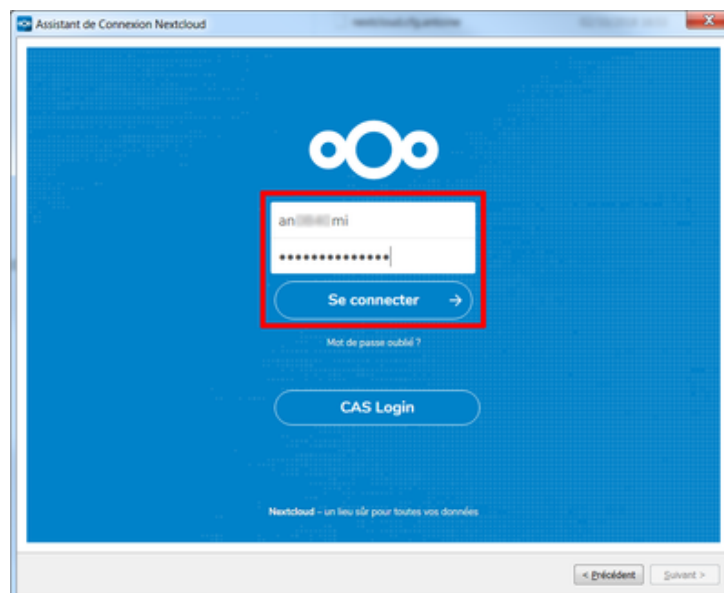 Assistant de Connexion Nextcloud
Se connecter
Mot de passe oublié ?
CAS Login
Nextcloud – un lieu sûr pour toutes vos données
< Précédent
Suivant >